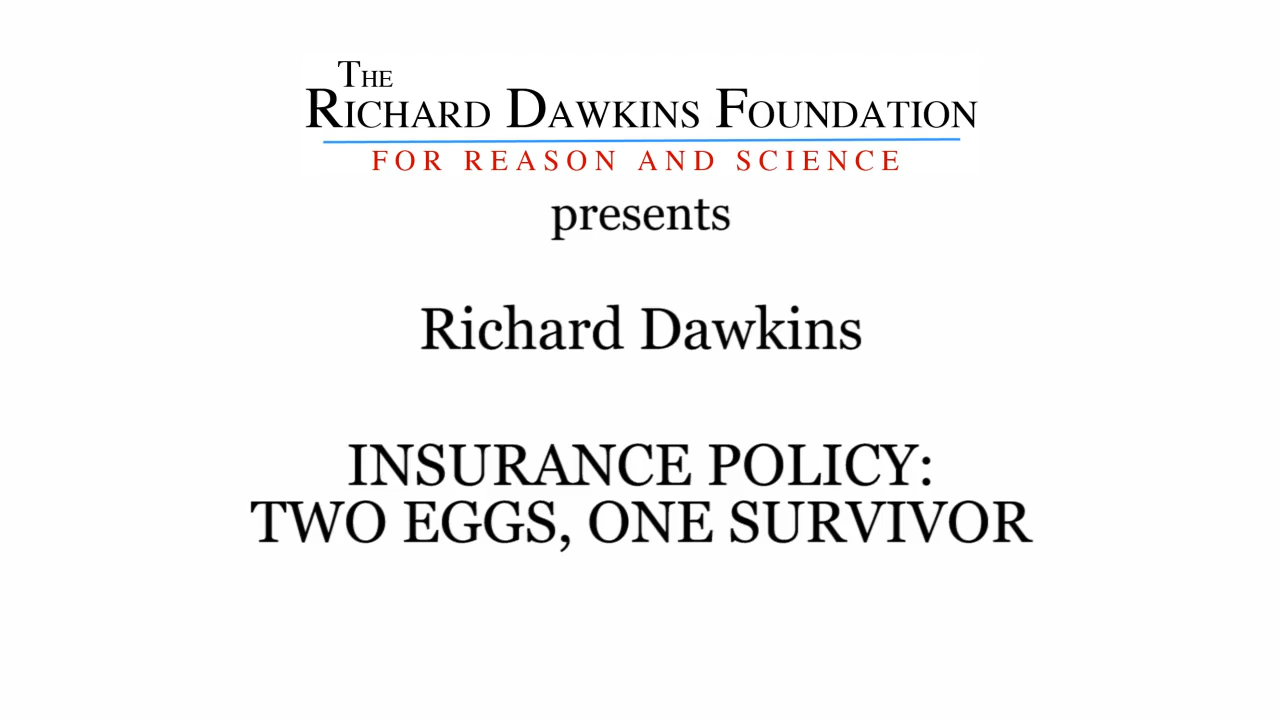 THE
RICHARD DAWKINS FOUNDATION
FOR REASON AND SCIENCE
presents
Richard Dawkins
INSURANCE POLICY:
TWO EGGS, ONE SURVIVOR